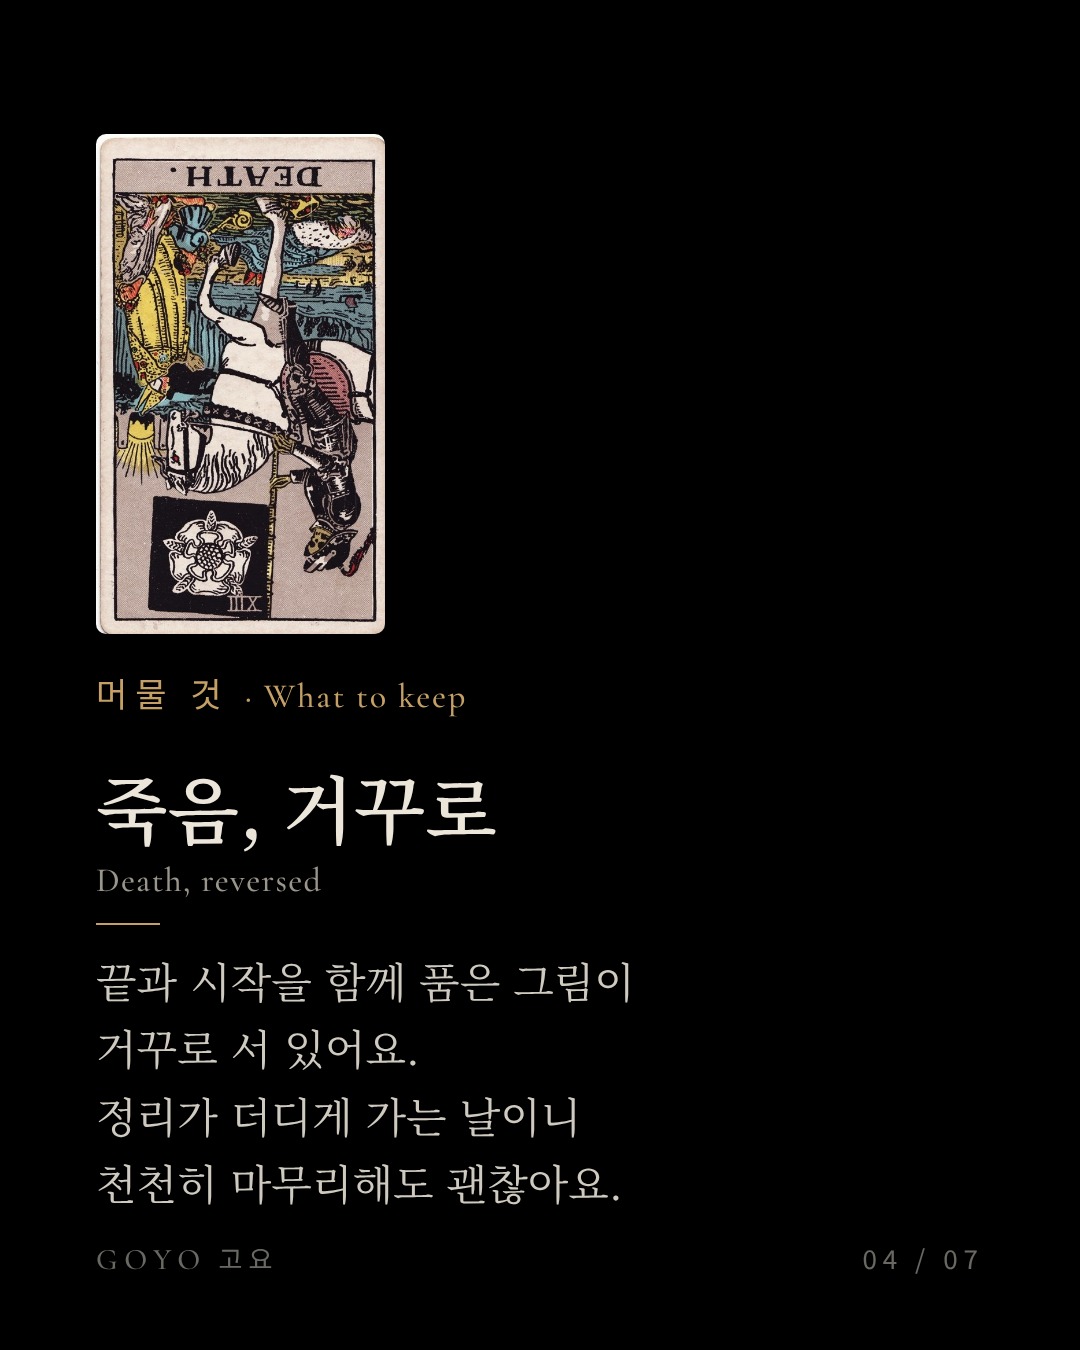 DEATH.
XIII
머물 것 · What to keep
죽음, 거꾸로
Death, reversed
끝과 시작을 함께 품은 그림이
거꾸로 서 있어요.
정리가 더디게 가는 날이니
천천히 마무리해도 괜찮아요.
GOYO 고요
04 / 07